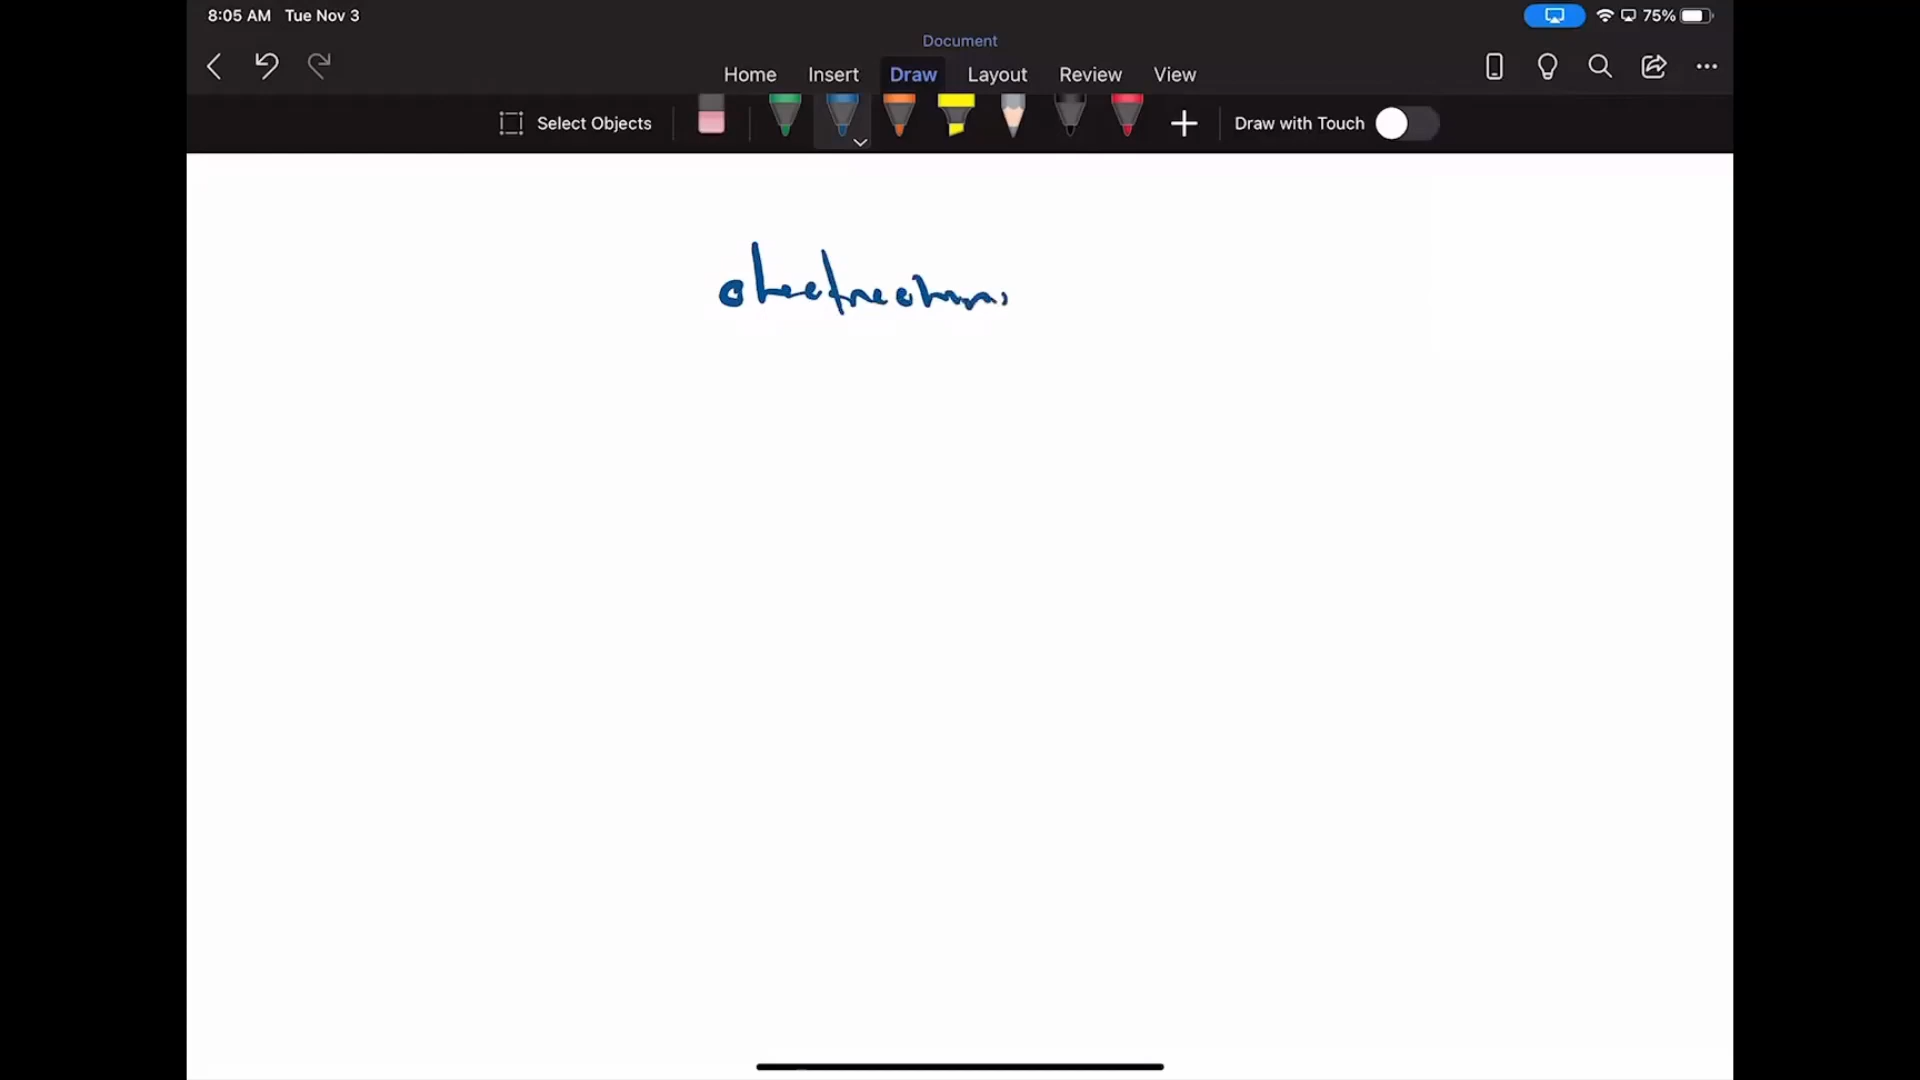 8:05 AM Tue Nov 3
75%
Document
Home Insert Draw Layout Review View
Select Objects
Draw with Touch